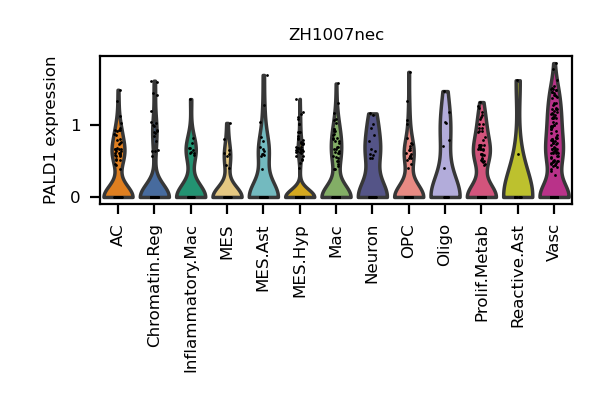 ZH1007nec
PALD1 expression
1
0
AC
Chromatin.Reg
Inflammatory.Mac
MES
MES.Ast
MES.Hyp
Mac
Neuron
OPC
Oligo
Prolif.Metab
Reactive.Ast
Vasc